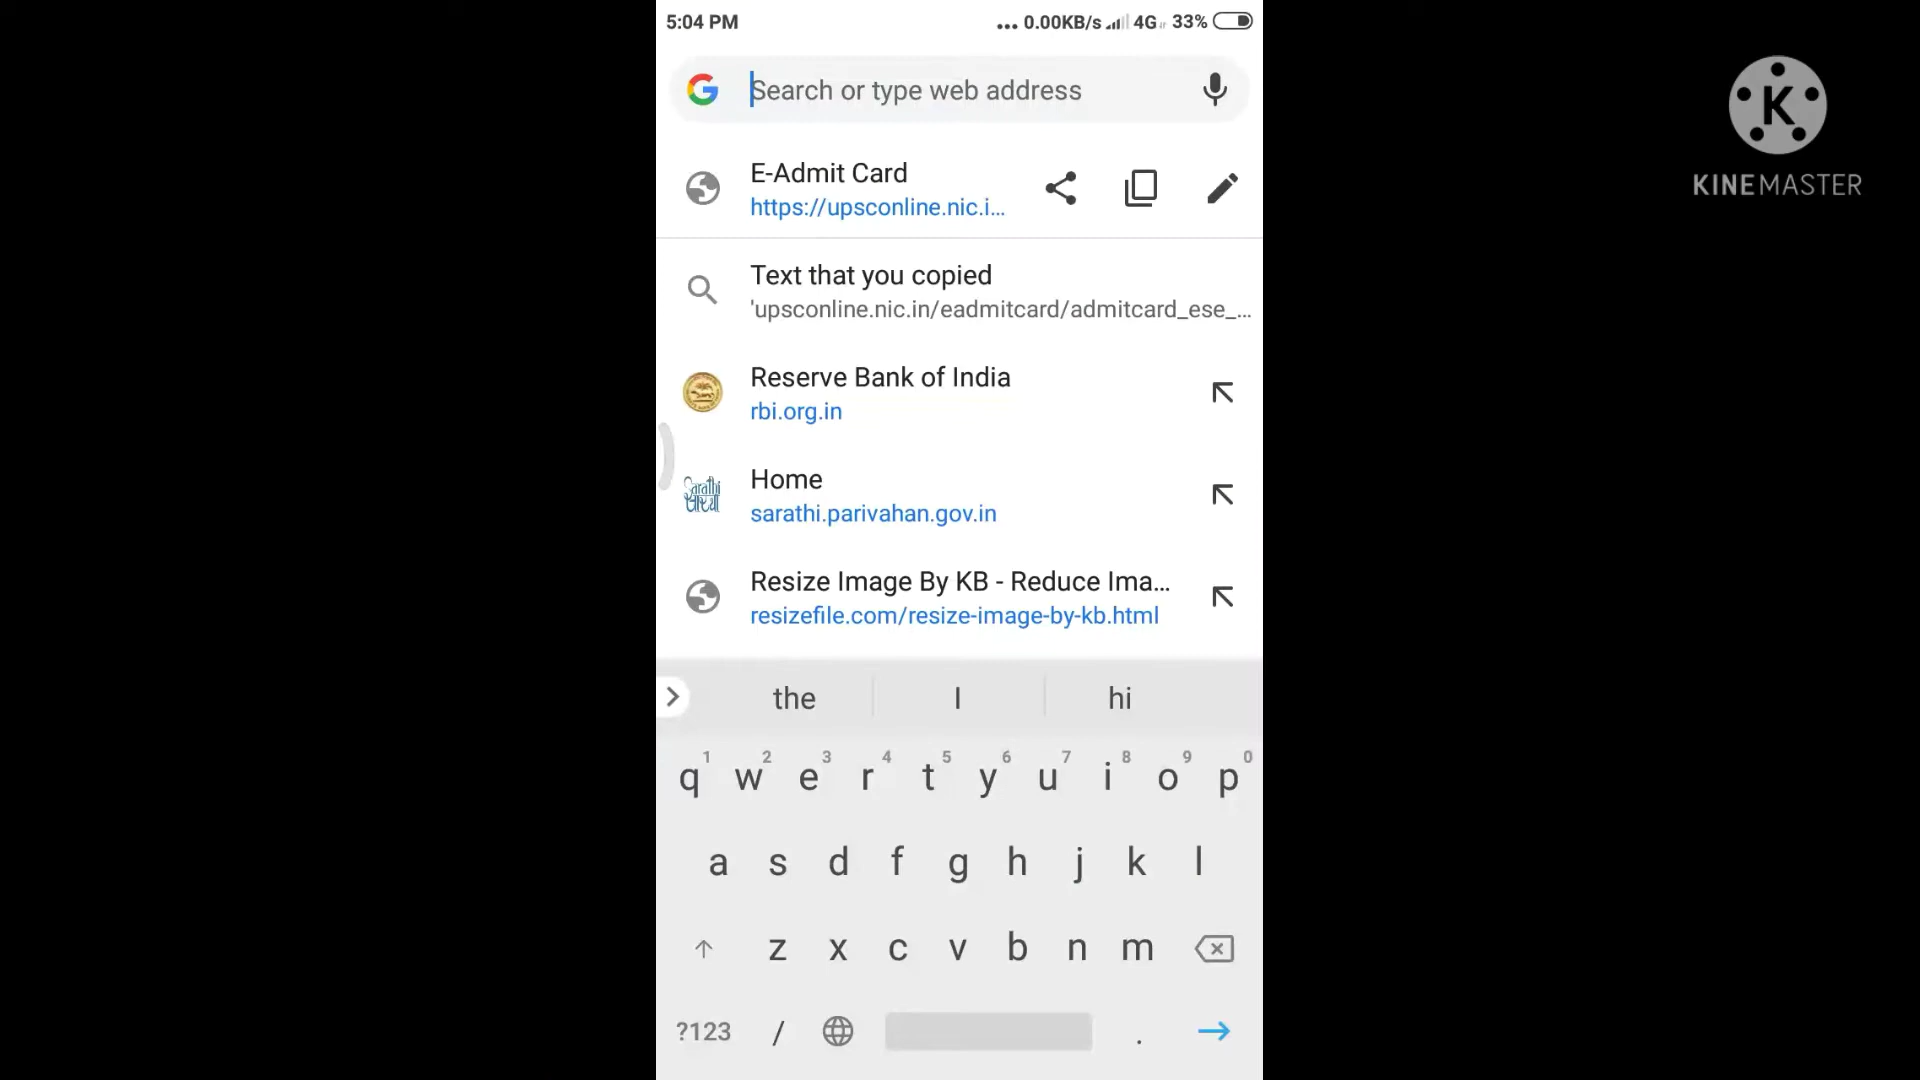 5:04 PM
... 0.00KB/s 4G 33%
Search or type web address
K
KINEMASTER
E-Admit Card
https://upsconline.nic.i...
Text that you copied
'upsconline.nic.in/eadmitcard/admitcard_ese_...
Reserve Bank of India
rbi.org.in
Home
sarathi.parivahan.gov.in
Sarathi
Resize Image By KB - Reduce Ima...
resizefile.com/resize-image-by-kb.html
the I hi
1 2 3 4 5 6 7 8 9 0
q w e r t y u i o p
a s d f g h j k l
z x c v b n m
?123 / .